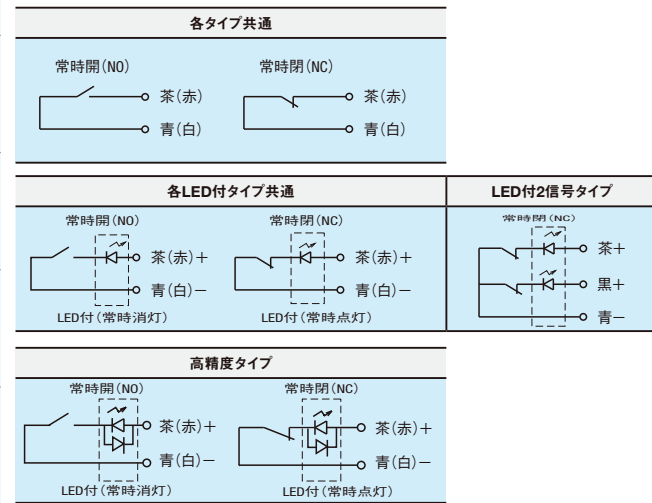 各タイプ共通
常時開(NO) 常時閉(NC)
茶(赤) 茶(赤)
青(白) 青(白)
各LED付タイプ共通 LED付2信号タイプ
常時開(NO) 常時閉(NC) 常時閉(NC)
茶(赤)+ 茶(赤)+ 茶+
黒+
青(白)− 青(白)− 青−
LED付(常時消灯) LED付(常時点灯)
高精度タイプ
常時開(NO) 常時閉(NC)
茶(赤)+ 茶(赤)+
青(白)− 青(白)−
LED付(常時消灯) LED付(常時点灯)